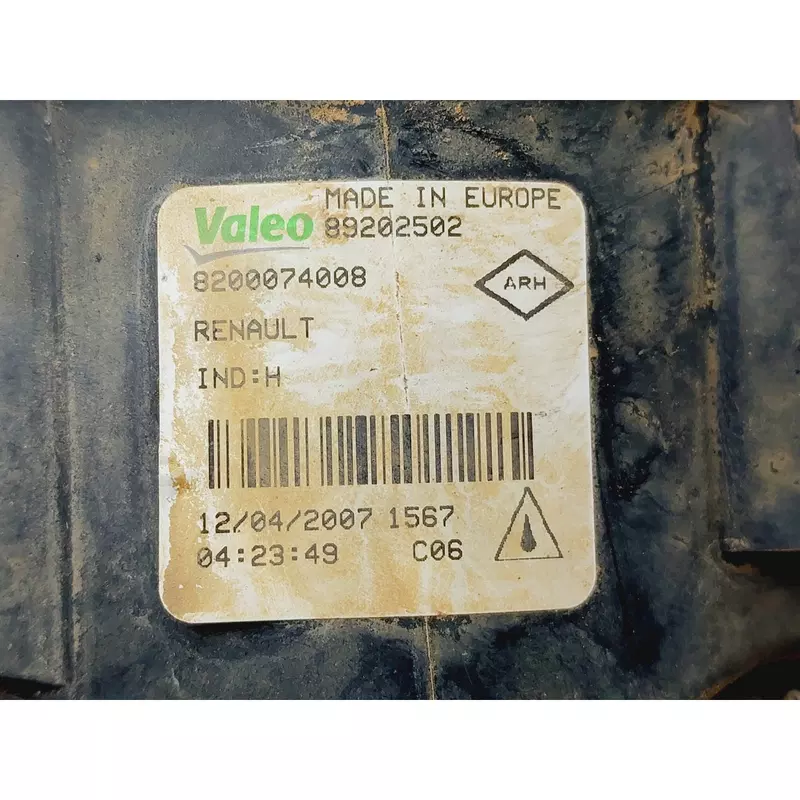 Valeo MADE IN EUROPE
89202502
8200074008
ARH
RENAULT
IND:H
12/04/2007 1567
04:23:49 C06